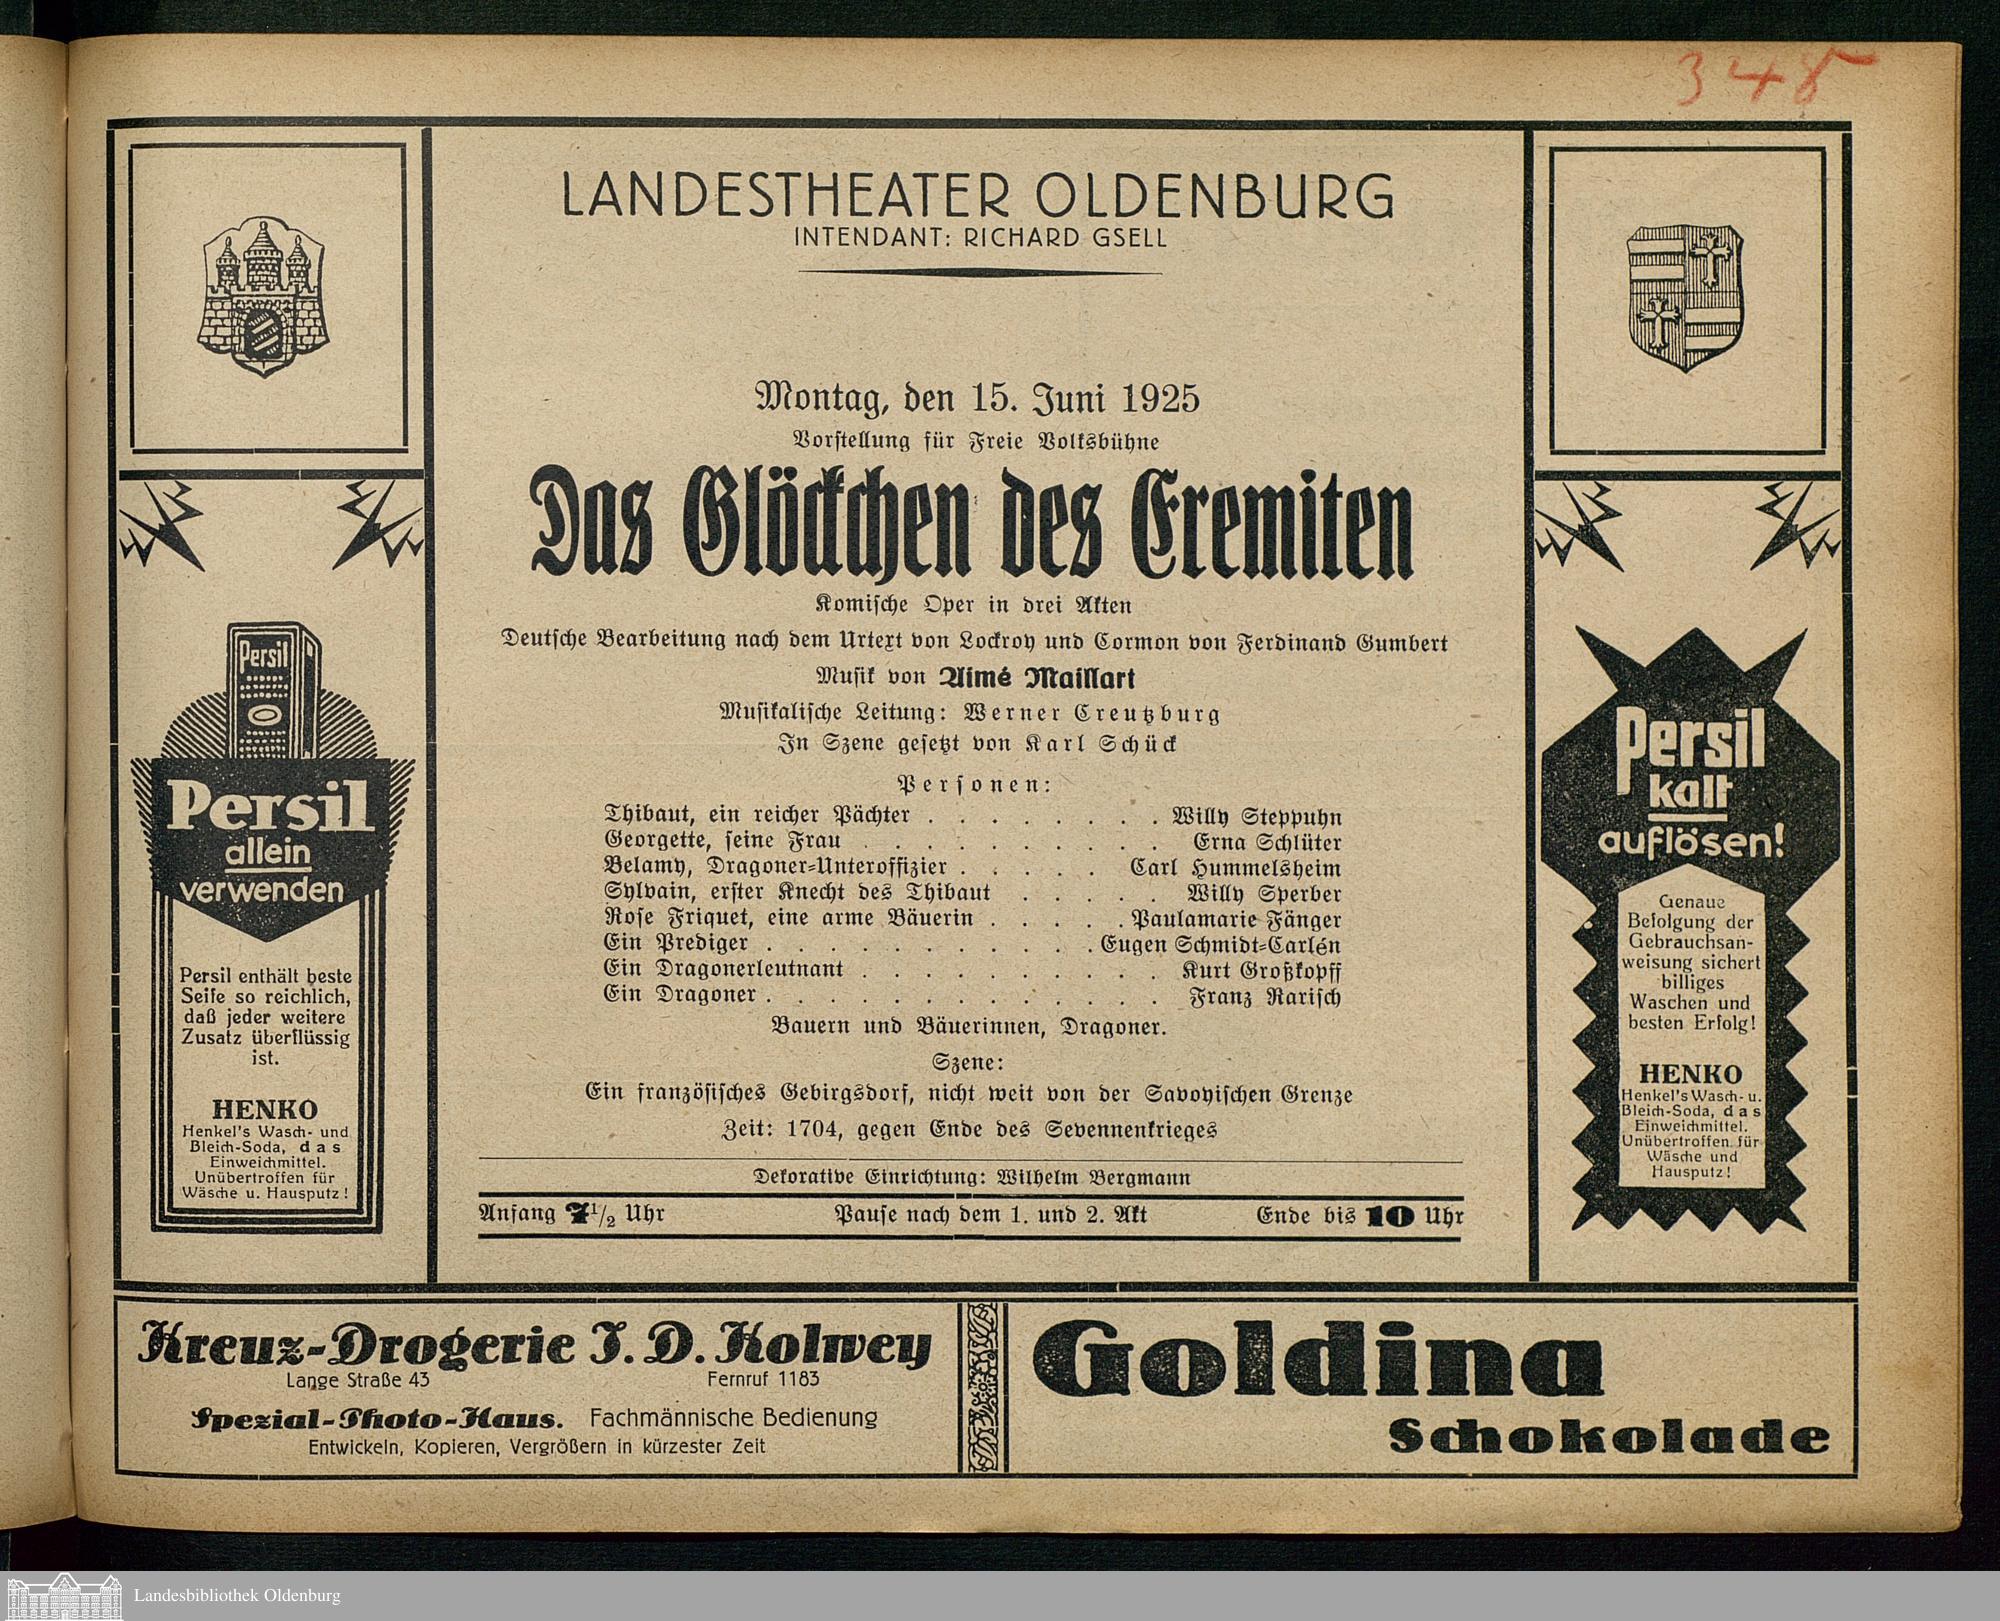 348
LANDESTHEATER OLDENBURG
INTENDANT: RICHARD GSELL
Montag, den 15. Juni 1925
Vorstellung für Freie Volksbühne
Das Glöckchen des Eremiten
Komische Oper in drei Akten
Deutsche Bearbeitung nach dem Urtext von Lockroy und Cormon von Ferdinand Gumbert
Musik von Aimé Maillart
Musikalische Leitung: Werner Creutzburg
In Szene gesetzt von Karl Schück
Personen:
Thibaut, ein reicher Pächter . . . . . . . . Willy Steppuhn
Georgette, seine Frau . . . . . . . . . . Erna Schlüter
Belamy, Dragoner-Unteroffizier . . . . . Carl Hummelsheim
Sylvain, erster Knecht des Thibaut . . . . . Willy Sperber
Rose Friquet, eine arme Bäuerin . . . . . Paulamarie Fänger
Ein Prediger . . . . . . . . . . . Eugen Schmidt-Carlén
Ein Dragonerleutnant . . . . . . . . . . Kurt Großkopff
Ein Dragoner . . . . . . . . . . . . . Franz Rarisch
Bauern und Bäuerinnen, Dragoner.
Szene:
Ein französisches Gebirgsdorf, nicht weit von der Savoyischen Grenze
Zeit: 1704, gegen Ende des Sevennenkrieges
Dekorative Einrichtung: Wilhelm Bergmann
Anfang 7 1/2 Uhr Pause nach dem 1. und 2. Akt Ende bis 10 Uhr
Persil
Persil
allein
verwenden
Persil enthält beste
Seife so reichlich,
daß jeder weitere
Zusatz überflüssig
ist.
HENKO
Henkel's Wasch- und
Bleich-Soda, das
Einweichmittel.
Unübertroffen für
Wäsche u. Hausputz!
Persil
kalt
auflösen!
Genaue
Befolgung der
Gebrauchsan-
weisung sichert
billiges
Waschen und
besten Erfolg!
HENKO
Henkel's Wasch- u.
Bleich-Soda, das
Einweichmittel.
Unübertroffen für
Wäsche und
Hausputz!
Kreuz-Drogerie J. D. Kolwey
Lange Straße 43 Fernruf 1183
Spezial-Photo-Haus. Fachmännische Bedienung
Entwickeln, Kopieren, Vergrößern in kürzester Zeit
Goldina
Schokolade
Landesbibliothek Oldenburg